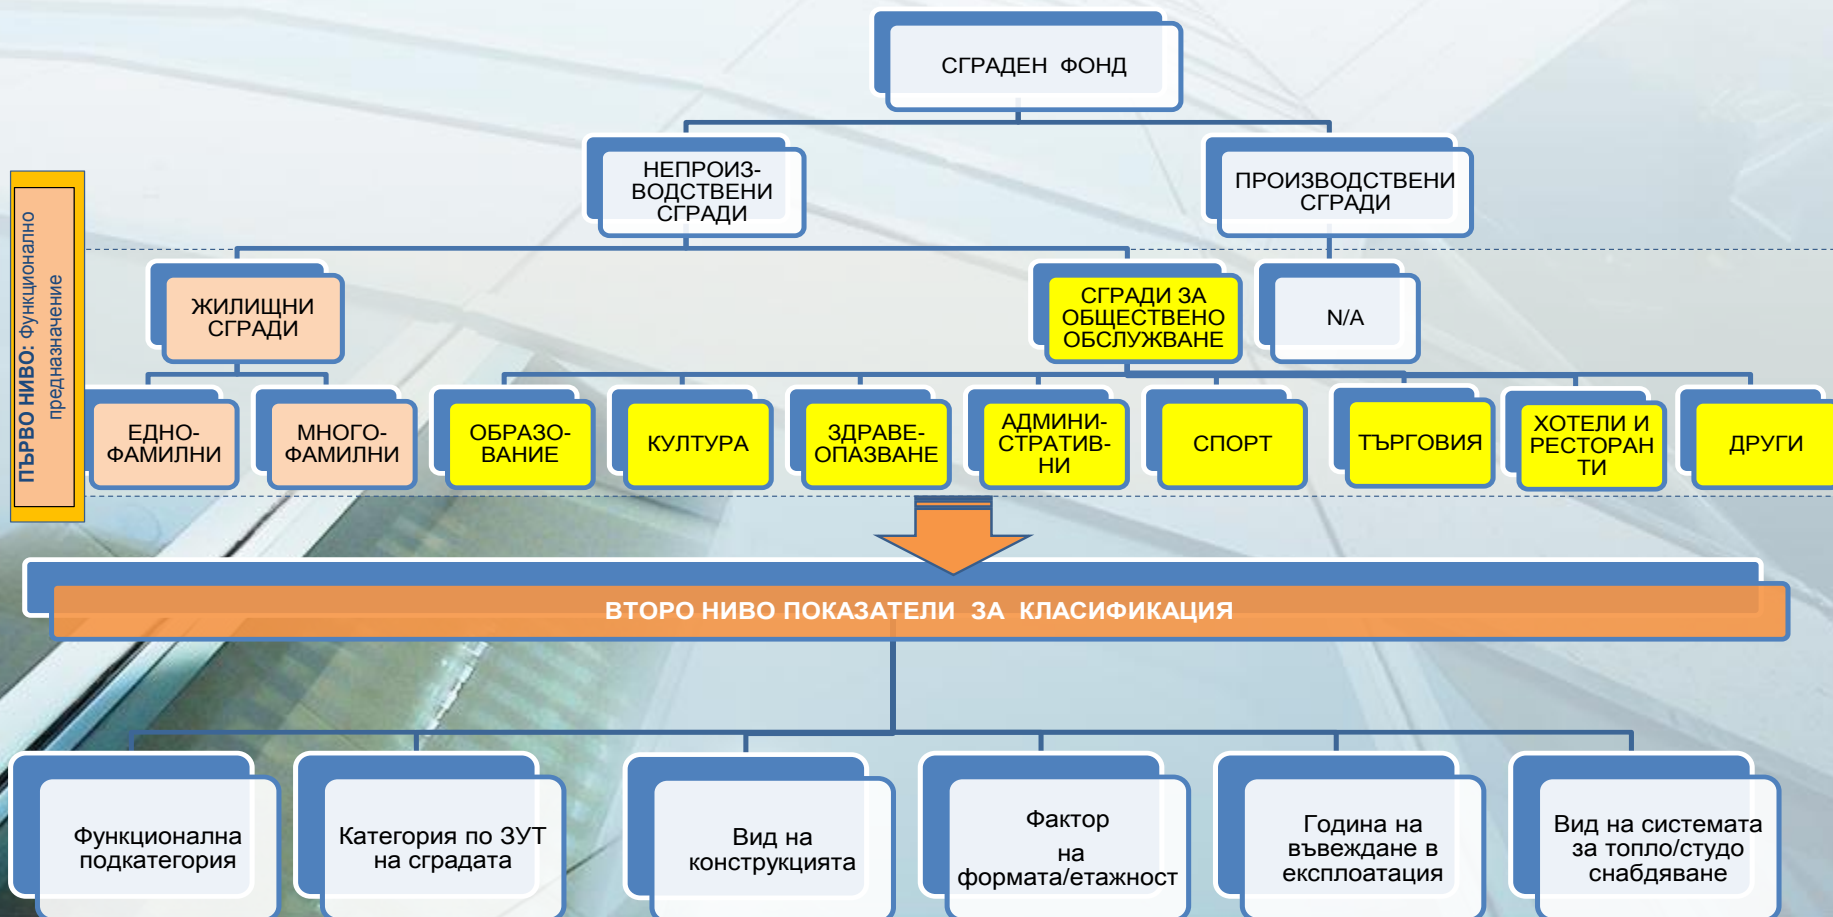 СГРАДЕН ФОНД
НЕПРОИЗ-
ВОДСТВЕНИ
СГРАДИ
ПРОИЗВОДСТВЕНИ
СГРАДИ
ПЪРВО НИВО: Функционално
предназначение
ЖИЛИЩНИ
СГРАДИ
СГРАДИ ЗА
ОБЩЕСТВЕНО
ОБСЛУЖВАНЕ
N/A
ЕДНО-
ФАМИЛНИ
МНОГО-
ФАМИЛНИ
ОБРАЗО-
ВАНИЕ
КУЛТУРА
ЗДРАВЕ-
ОПАЗВАНЕ
АДМИНИ-
СТРАТИВ-
НИ
СПОРТ
ТЪРГОВИЯ
ХОТЕЛИ И
РЕСТОРАН
ТИ
ДРУГИ
ВТОРО НИВО ПОКАЗАТЕЛИ ЗА КЛАСИФИКАЦИЯ
Функционална
подкатегория
Категория по ЗУТ
на сградата
Вид на
конструкцията
Фактор
на
формата/етажност
Година на
въвеждане в
експлоатация
Вид на системата
за топло/студо
снабдяване